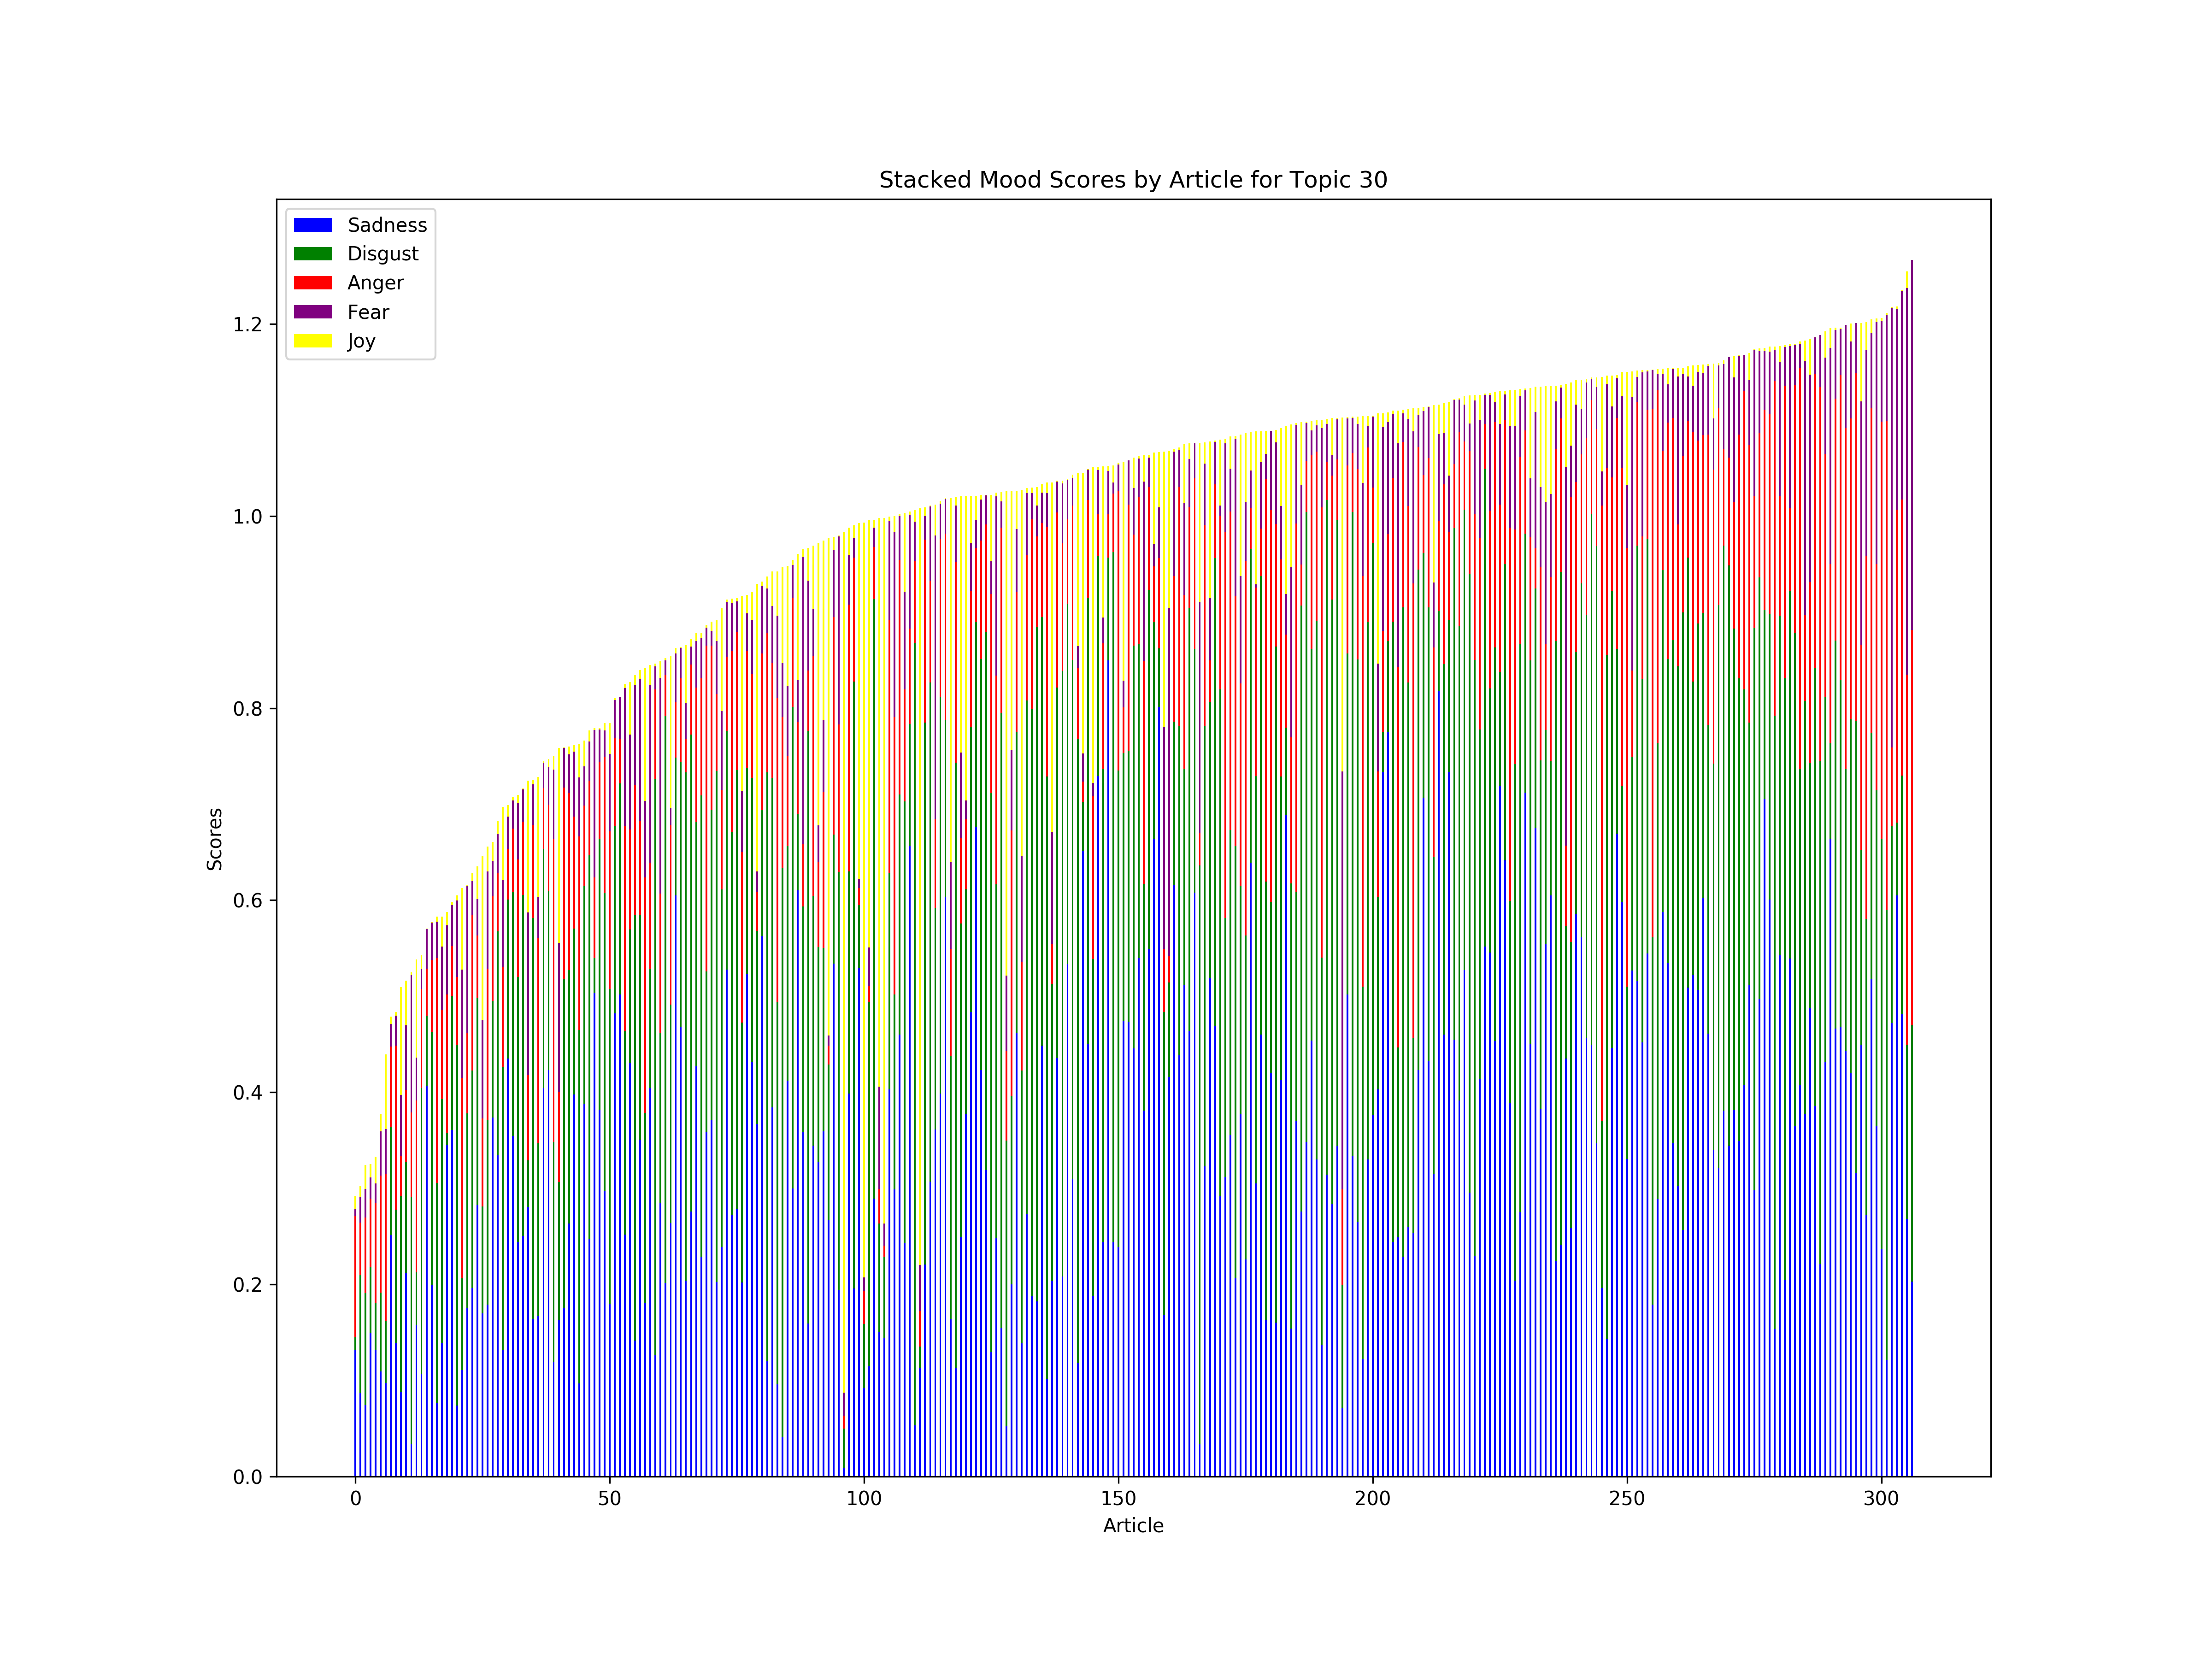 Stacked Mood Scores by Article for Topic 30
Sadness
Disgust
Anger
Fear
Joy
Scores
1.2
1.0
0.8
0.6
0.4
0.2
0.0
0 50 100 150 200 250 300
Article